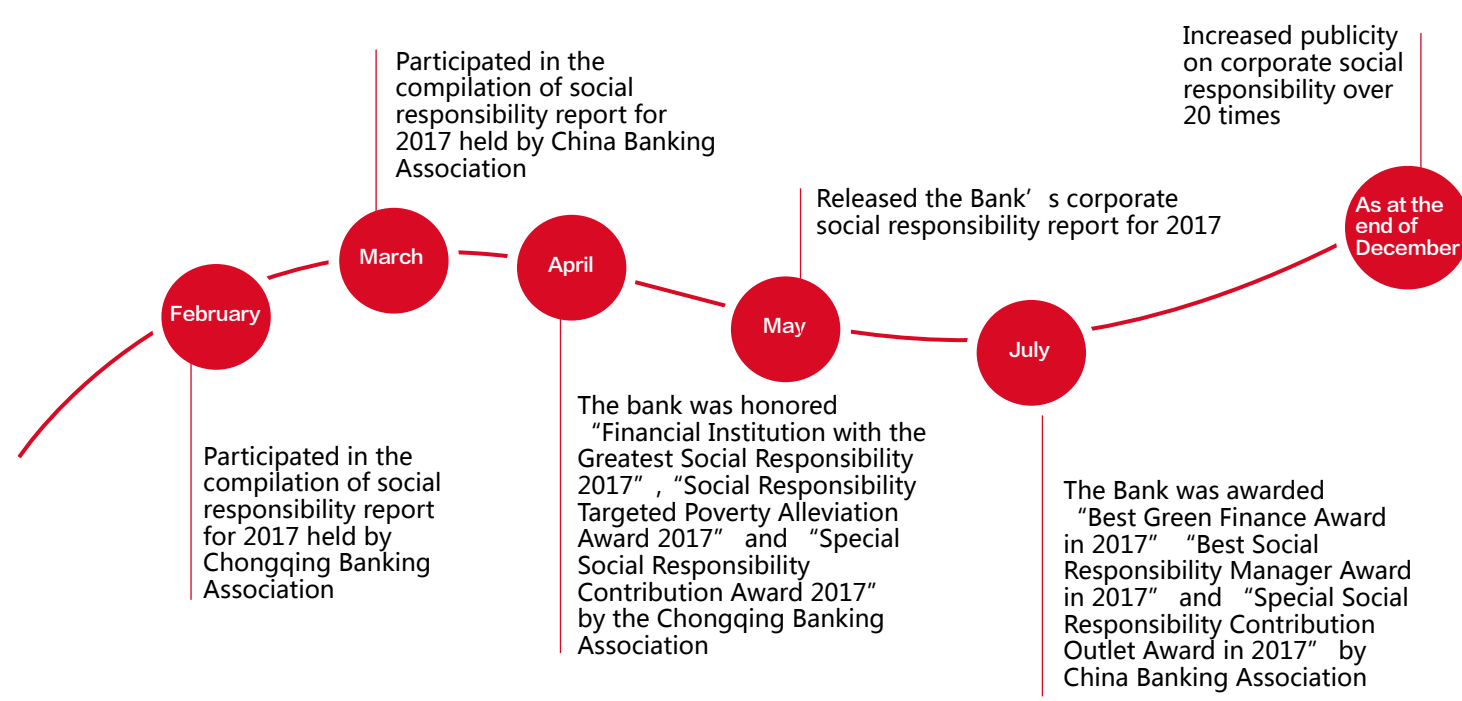 February
Participated in the
compilation of social
responsibility report
for 2017 held by
Chongqing Banking
Association
March
Participated in the
compilation of social
responsibility report for
2017 held by China Banking
Association
April
The bank was honored
“Financial Institution with the
Greatest Social Responsibility
2017”, “Social Responsibility
Targeted Poverty Alleviation
Award 2017” and “Special
Social Responsibility
Contribution Award 2017”
by the Chongqing Banking
Association
May
Released the Bank’s corporate
social responsibility report for 2017
July
The Bank was awarded
“Best Green Finance Award
in 2017” “Best Social
Responsibility Manager Award
in 2017” and “Special Social
Responsibility Contribution
Outlet Award in 2017” by
China Banking Association
As at the
end of
December
Increased publicity
on corporate social
responsibility over
20 times